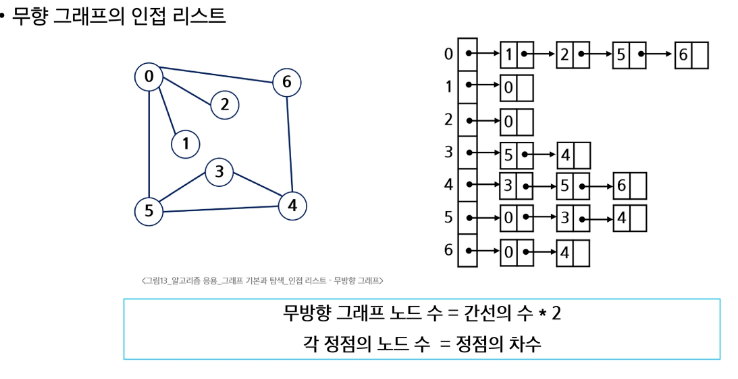 • 무향 그래프의 인접 리스트
0
6
2
1
3
5
4
0 1 2 5 6
1 0
2 0
3 5 4
4 3 5 6
5 0 3 4
6 0 4
<그림13_알고리즘 응용_그래프 기본과 탐색_인접 리스트 - 무방향 그래프>
무방향 그래프 노드 수 = 간선의 수 * 2
각 정점의 노드 수 = 정점의 차수